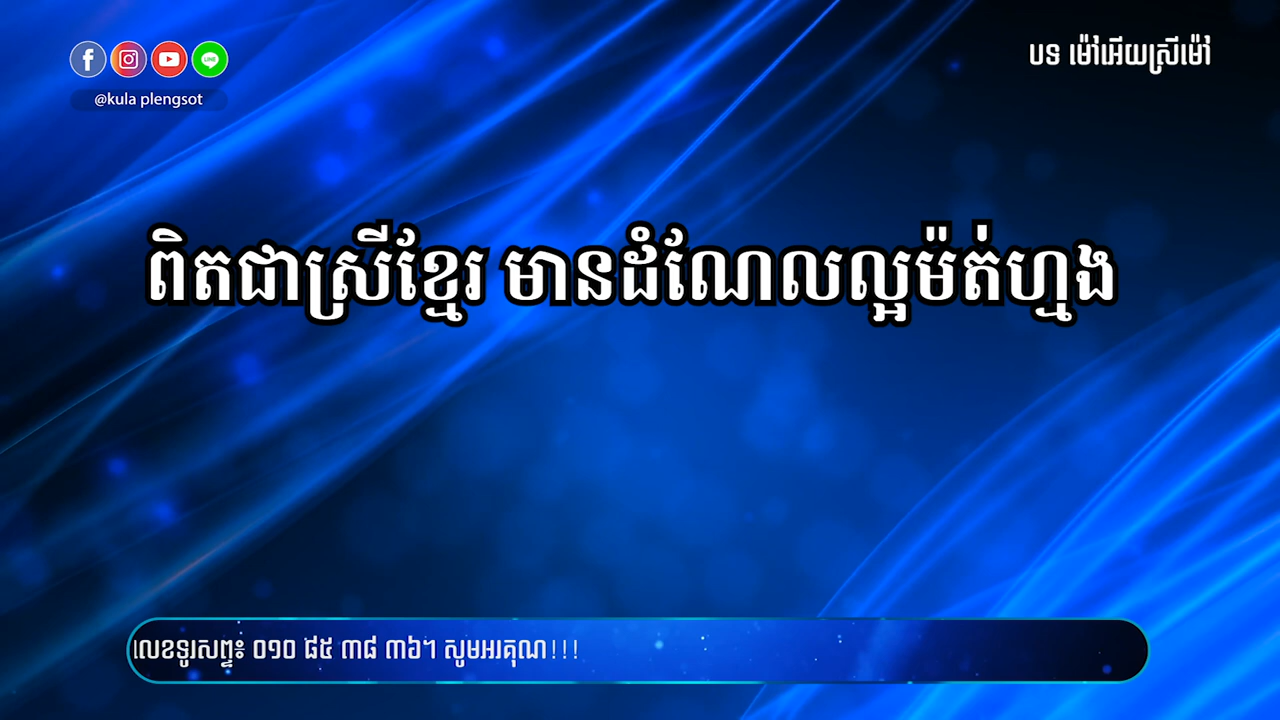 @kula plengsot
បទ ម៉ៅអើយស្រីម៉ៅ
ពិតជាស្រីខ្មែរ មានដំណែលល្អម៉ត់ហ្មង
លេខទូរសព្ទ៖ ០១០ ៨៥ ៣៨ ៣៦។ សូមអរគុណ!!!